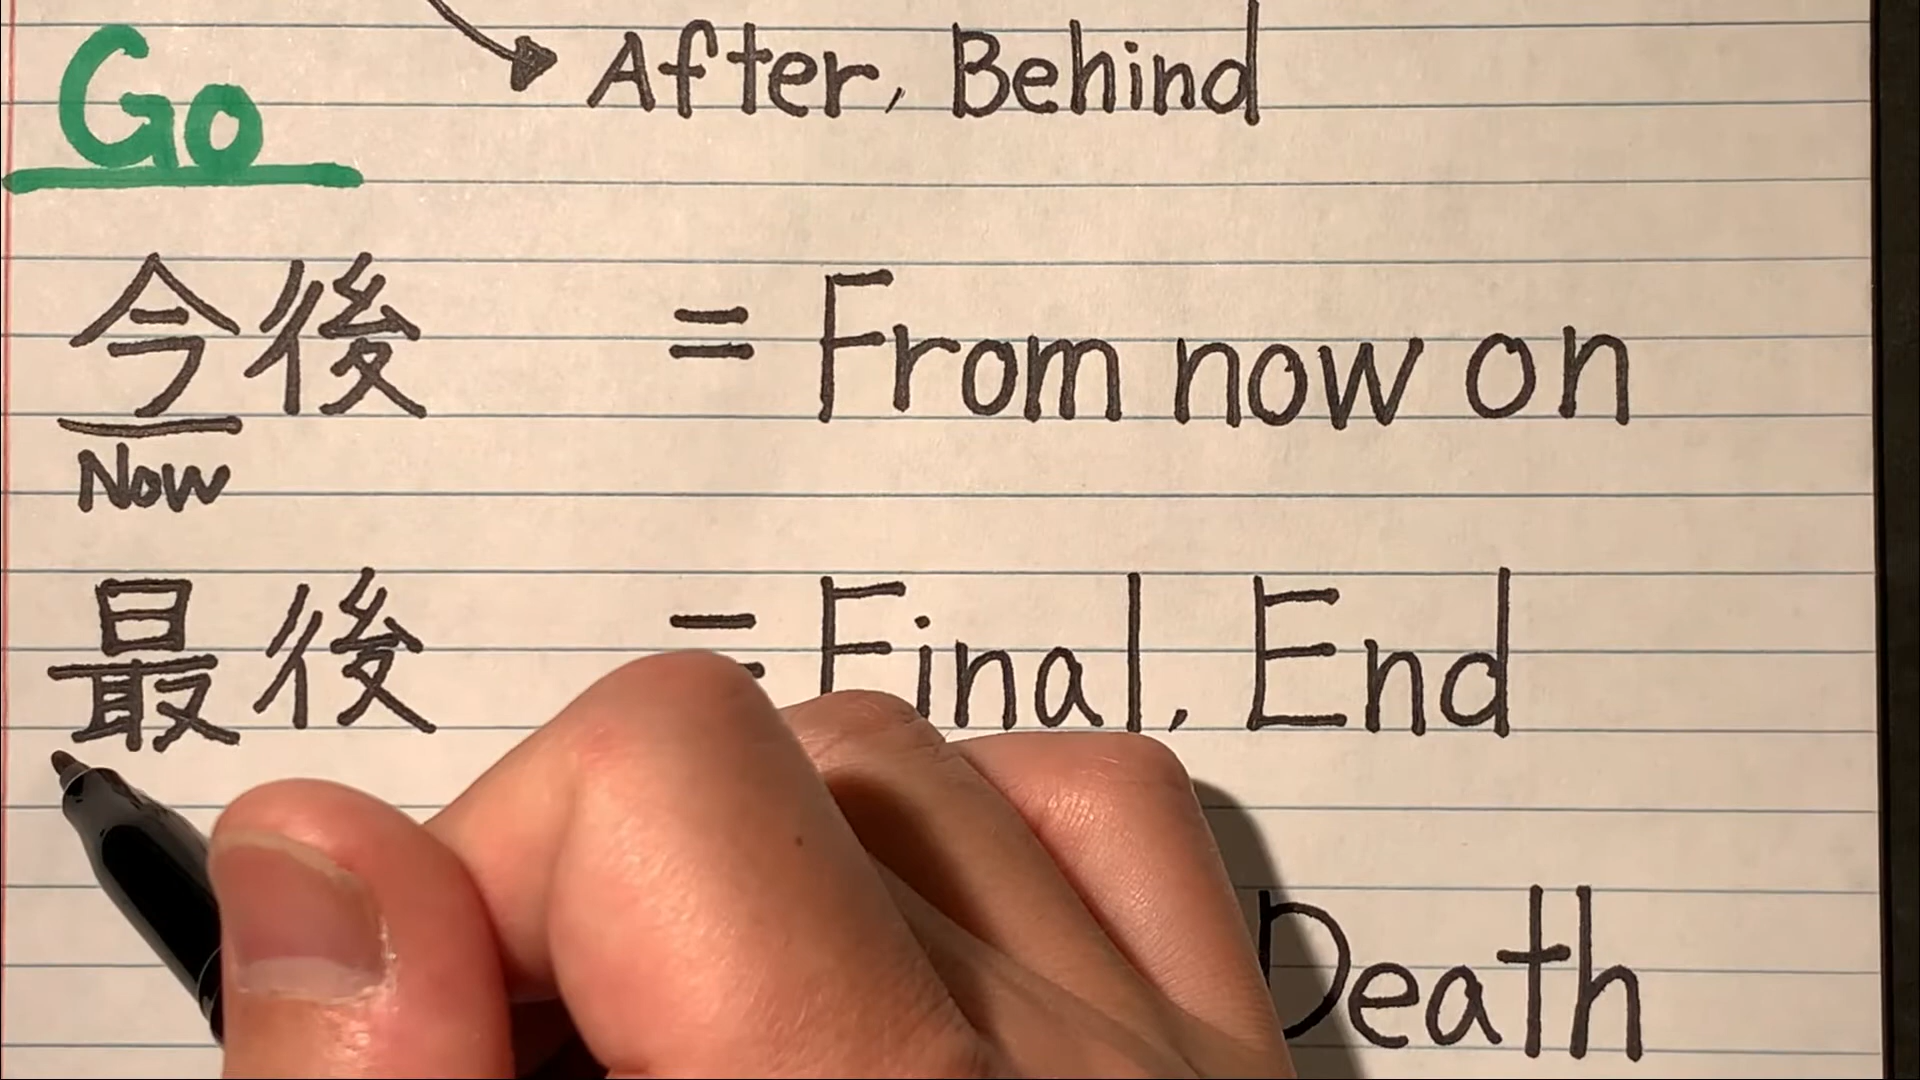 Go
After, Behind
今後 = From now on
Now
最後 = Final, End
Death